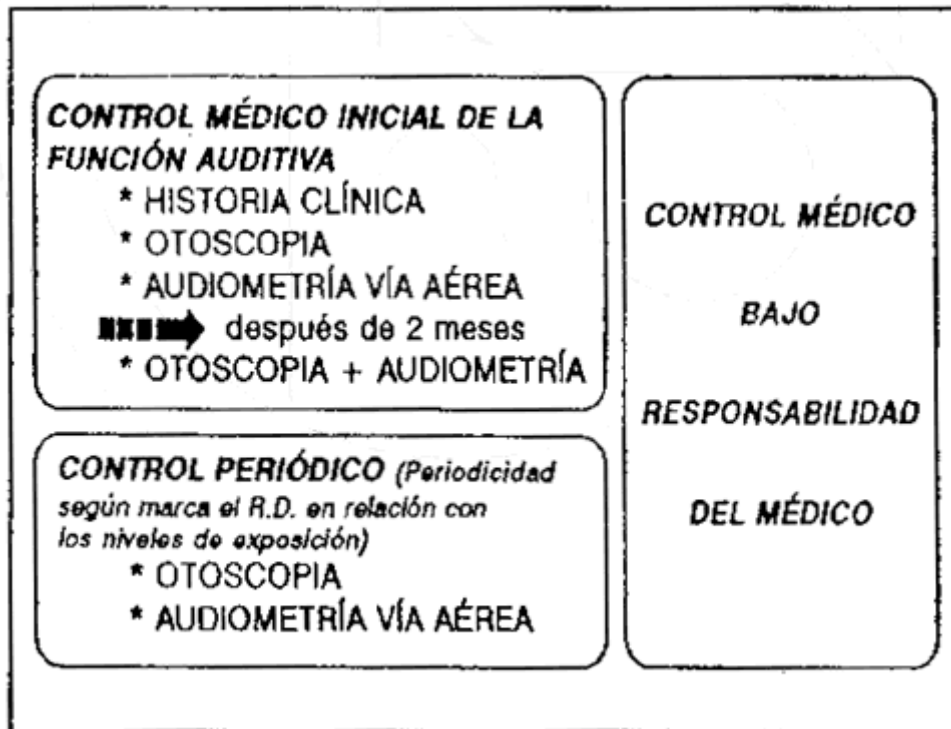 CONTROL MÉDICO INICIAL DE LA
FUNCIÓN AUDITIVA
* HISTORIA CLÍNICA
* OTOSCOPIA
* AUDIOMETRÍA VÍA AÉREA
después de 2 meses
* OTOSCOPIA + AUDIOMETRÍA
CONTROL PERIÓDICO (Periodicidad
según marca el R.D. en relación con
los niveles de exposición)
* OTOSCOPIA
* AUDIOMETRÍA VÍA AÉREA
CONTROL MÉDICO
BAJO
RESPONSABILIDAD
DEL MÉDICO